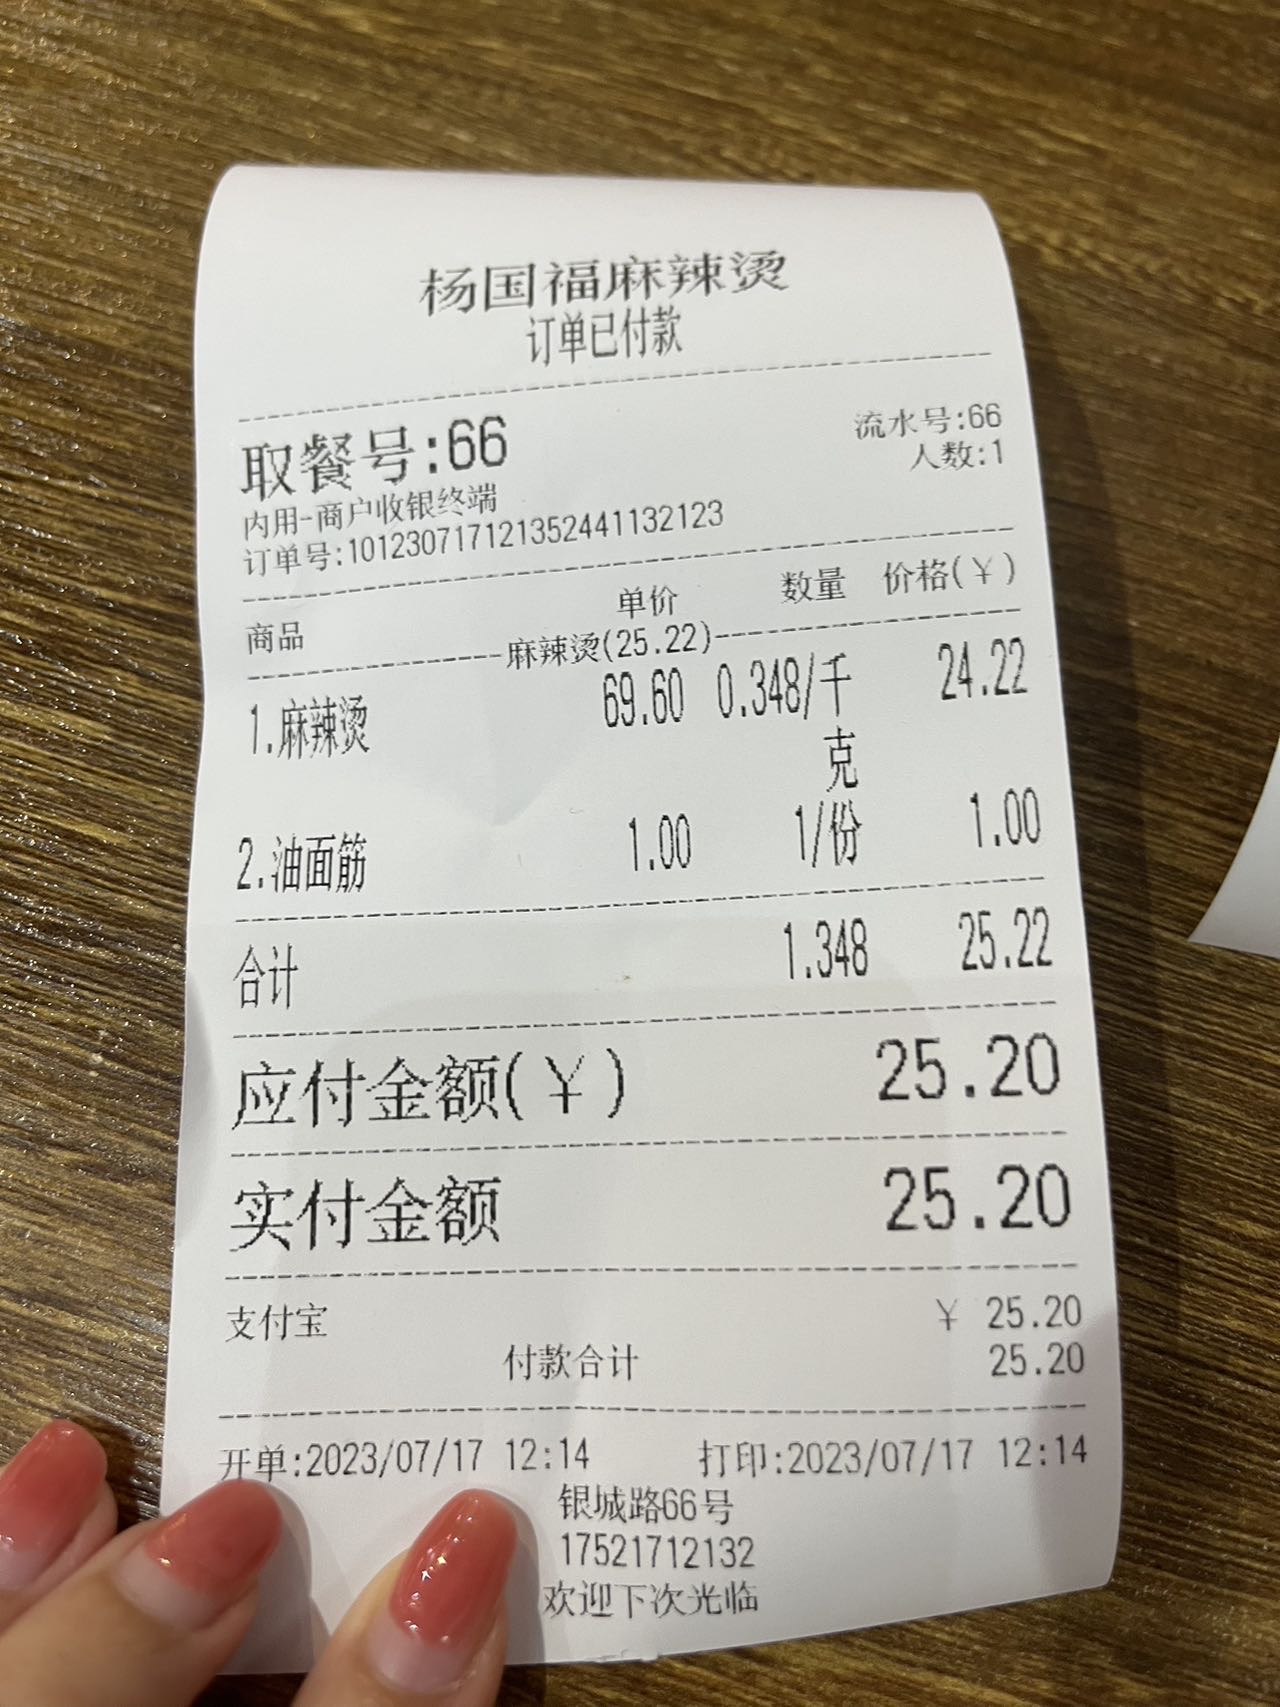 杨国福麻辣烫
订单已付款
取餐号:66 流水号:66
人数:1
内用-商户收银终端
订单号:101230717121352441132123
商品 单价 数量 价格(￥)
麻辣烫(25.22)
1.麻辣烫 69.60 0.348/千克 24.22
2.油面筋 1.00 1/份 1.00
合计 1.348 25.22
应付金额(￥) 25.20
实付金额 25.20
支付宝 ￥ 25.20
付款合计 25.20
开单:2023/07/17 12:14 打印:2023/07/17 12:14
银城路66号
17521712132
欢迎下次光临